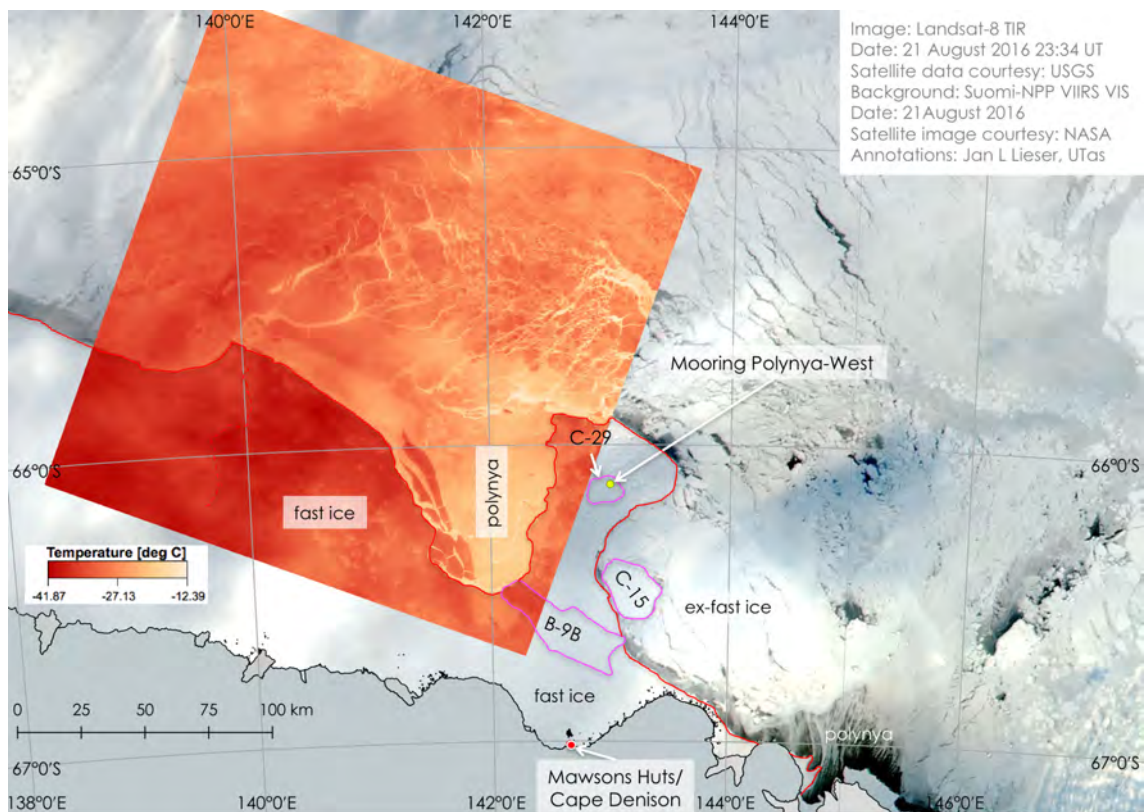 140°0'E
142°0'E
144°0'E
Image: Landsat-8 TIR
Date: 21 August 2016 23:34 UT
Satellite data courtesy: USGS
Background: Suomi-NPP VIIRS VIS
Date: 21August 2016
Satellite image courtesy: NASA
Annotations: Jan L Lieser, UTas
65°0'S
65°0'S
Mooring Polynya-West
C-29
66°0'S
66°0'S
polynya
fast ice
Temperature [deg C]
-41.87
-27.13
-12.39
C-15
ex-fast ice
B-9B
fast ice
0 25 50 75 100 km
polynya
67°0'S
67°0'S
Mawsons Huts/
Cape Denison
138°0'E
140°0'E
142°0'E
144°0'E
146°0'E